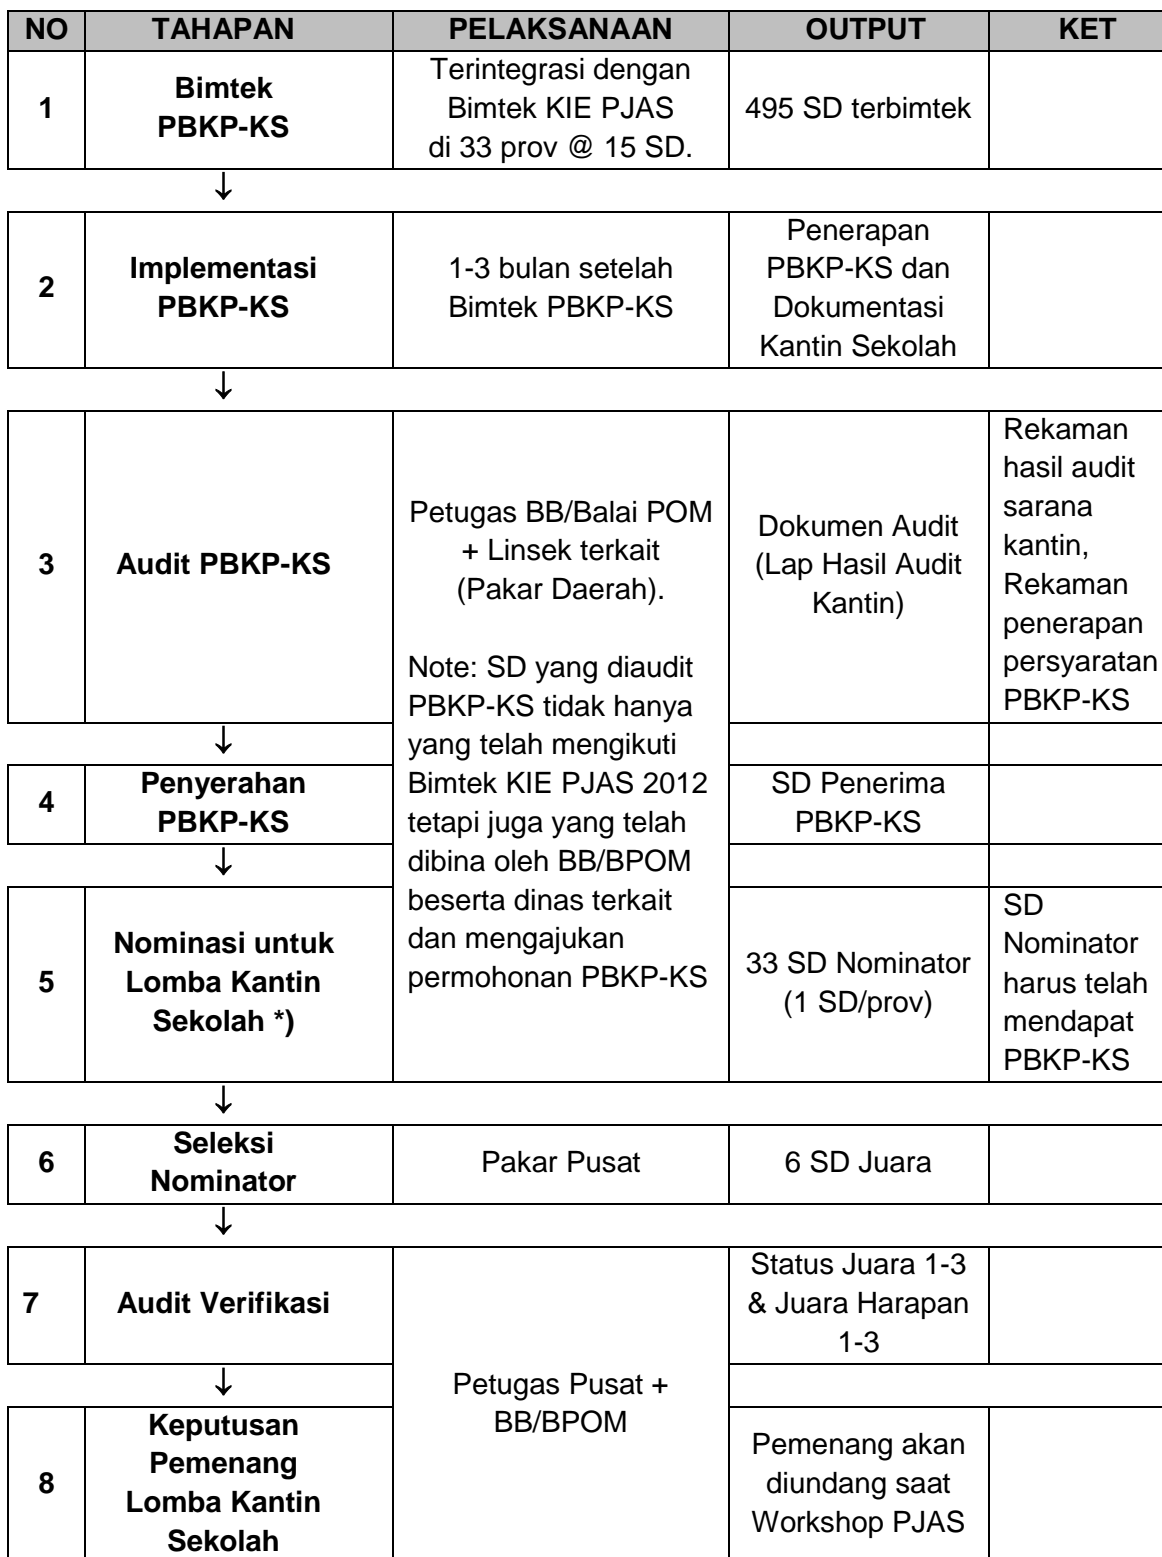 NO TAHAPAN PELAKSANAAN OUTPUT KET
1
Bimtek
PBKP-KS
Terintegrasi dengan
Bimtek KIE PJAS
di 33 prov @ 15 SD.
495 SD terbimtek
↓
2
Implementasi
PBKP-KS
1-3 bulan setelah
Bimtek PBKP-KS
Penerapan
PBKP-KS dan
Dokumentasi
Kantin Sekolah
↓
3
Audit PBKP-KS
Petugas BB/Balai POM
+ Linsek terkait
(Pakar Daerah).
Note: SD yang diaudit
PBKP-KS tidak hanya
yang telah mengikuti
Bimtek KIE PJAS 2012
tetapi juga yang telah
dibina oleh BB/BPOM
beserta dinas terkait
dan mengajukan
permohonan PBKP-KS
Dokumen Audit
(Lap Hasil Audit
Kantin)
Rekaman
hasil audit
sarana
kantin,
Rekaman
penerapan
persyaratan
PBKP-KS
↓
4
Penyerahan
PBKP-KS
SD Penerima
PBKP-KS
↓
5
Nominasi untuk
Lomba Kantin
Sekolah *)
33 SD Nominator
(1 SD/prov)
SD
Nominator
harus telah
mendapat
PBKP-KS
↓
6
Seleksi
Nominator
Pakar Pusat
6 SD Juara
↓
7
Audit Verifikasi
Petugas Pusat +
BB/BPOM
Status Juara 1-3
& Juara Harapan
1-3
↓
8
Keputusan
Pemenang
Lomba Kantin
Sekolah
Pemenang akan
diundang saat
Workshop PJAS